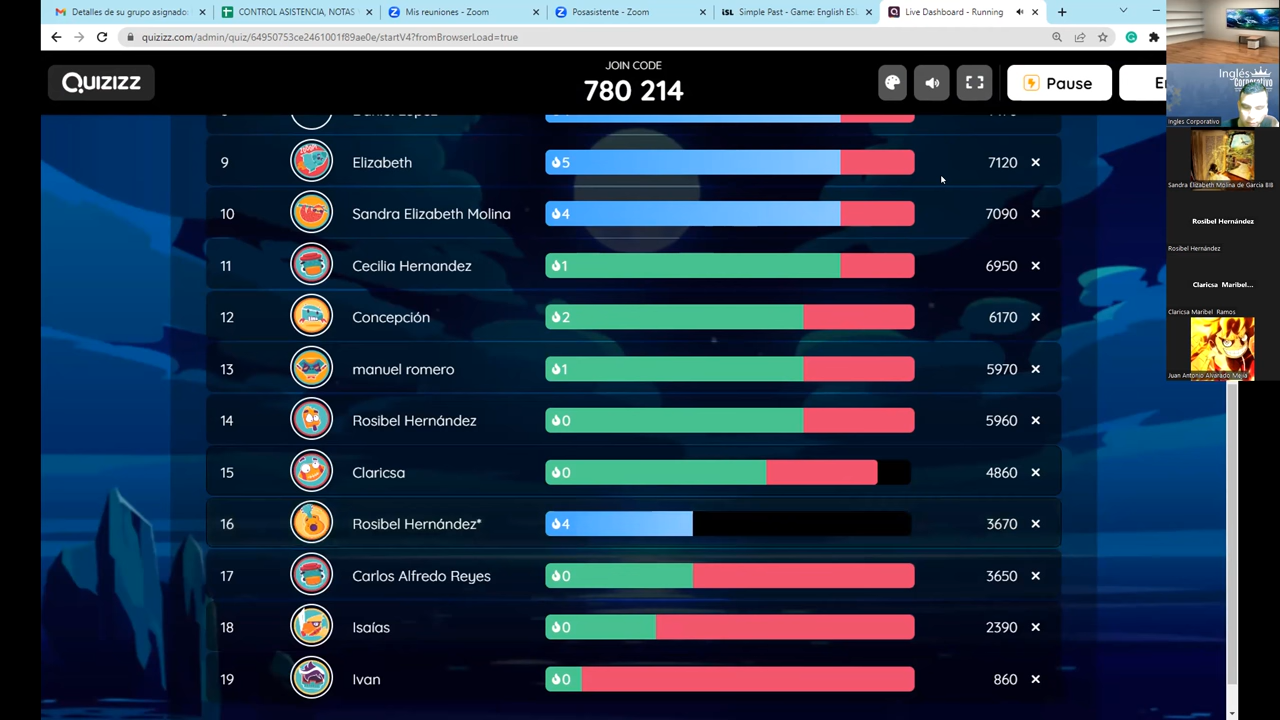 Detalles de su grupo asignado:
CONTROL ASISTENCIA, NOTAS
Mis reuniones - Zoom
Posasistente - Zoom
iSL Simple Past - Game: English ESL
Live Dashboard - Running
quizizz.com/admin/quiz/64950753ce2461001f89ae0e/startV4?fromBrowserLoad=true
Quizizz
JOIN CODE
780 214
Pause
9 Elizabeth 5 7120
10 Sandra Elizabeth Molina 4 7090
11 Cecilia Hernandez 1 6950
12 Concepción 2 6170
13 manuel romero 1 5970
14 Rosibel Hernández 0 5960
15 Claricsa 0 4860
16 Rosibel Hernández* 4 3670
17 Carlos Alfredo Reyes 0 3650
18 Isaías 0 2390
19 Ivan 0 860
Inglés
Corporativo
Ingles Corporativo
Sandra Elizabeth Molina de Garcia BI8
Rosibel Hernández
Rosibel Hernández
Claricsa Maribel...
Claricsa Maribel Ramos
Juan Antonio Alvarado Mejia